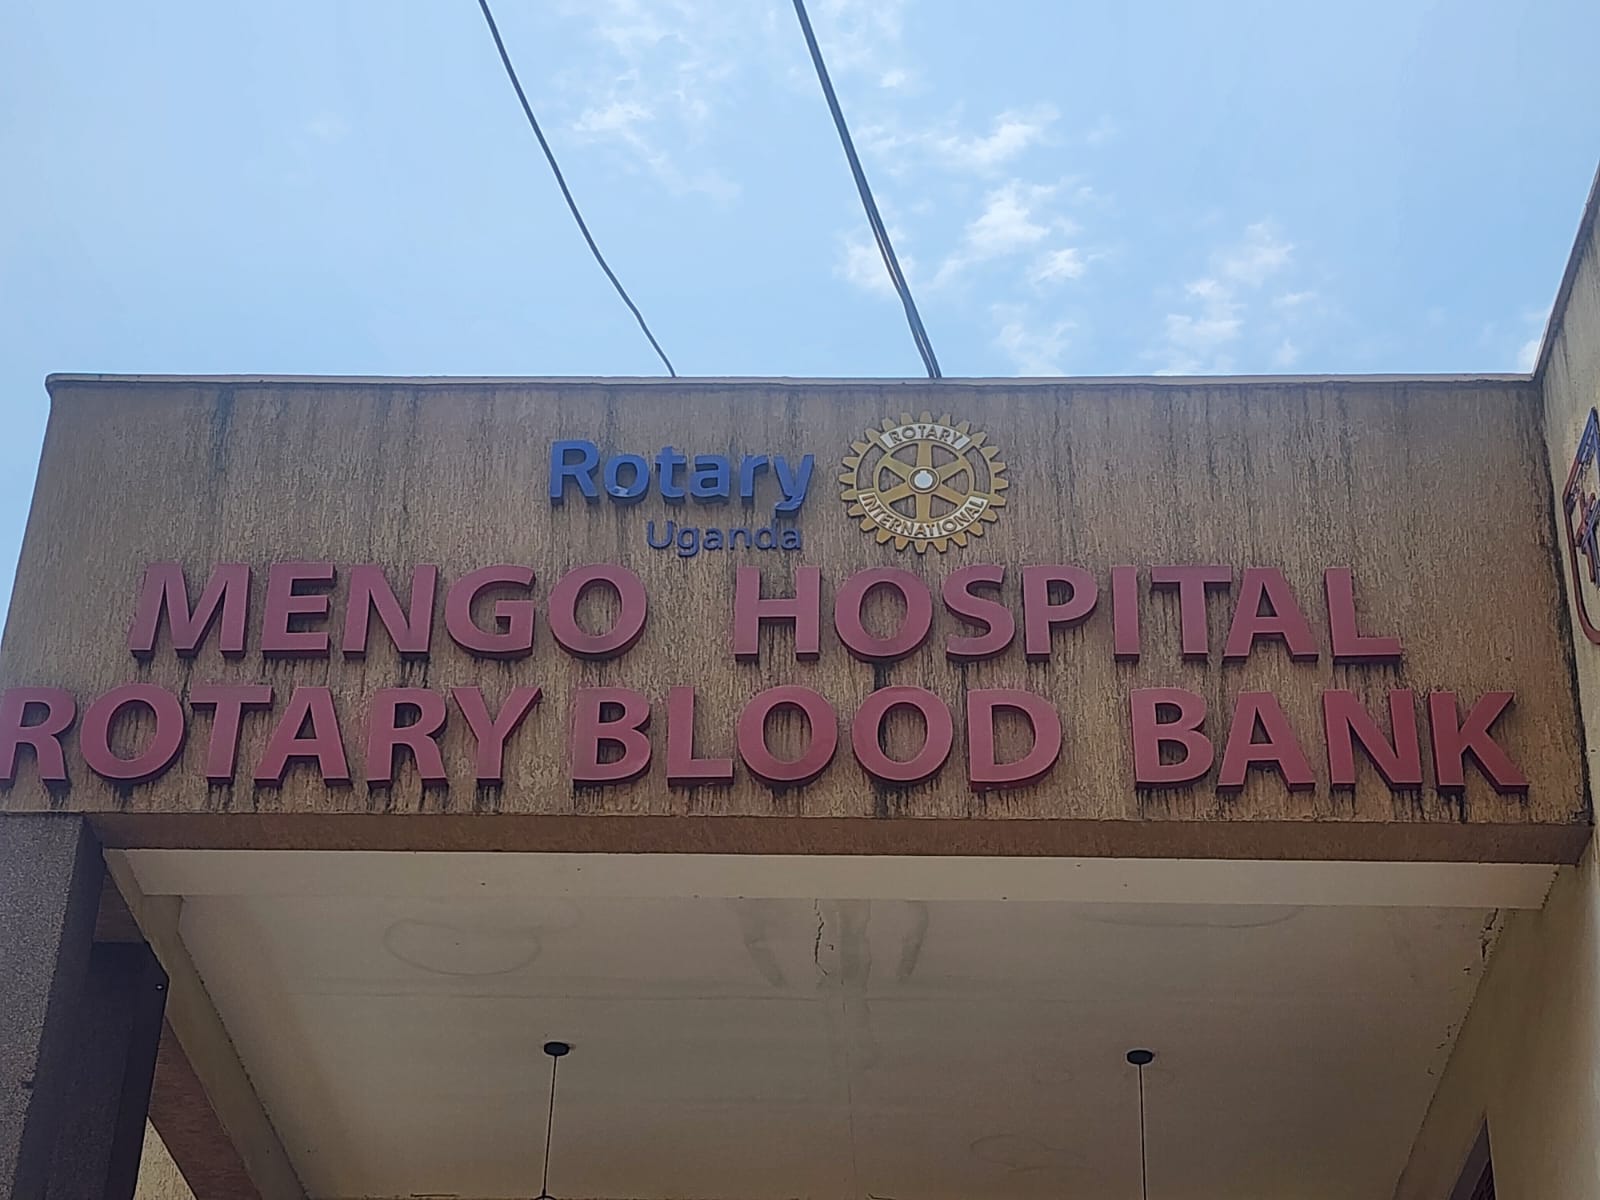 Rotary
Uganda
ROTARY
INTERNATIONAL
MENGO HOSPITAL
ROTARY BLOOD BANK